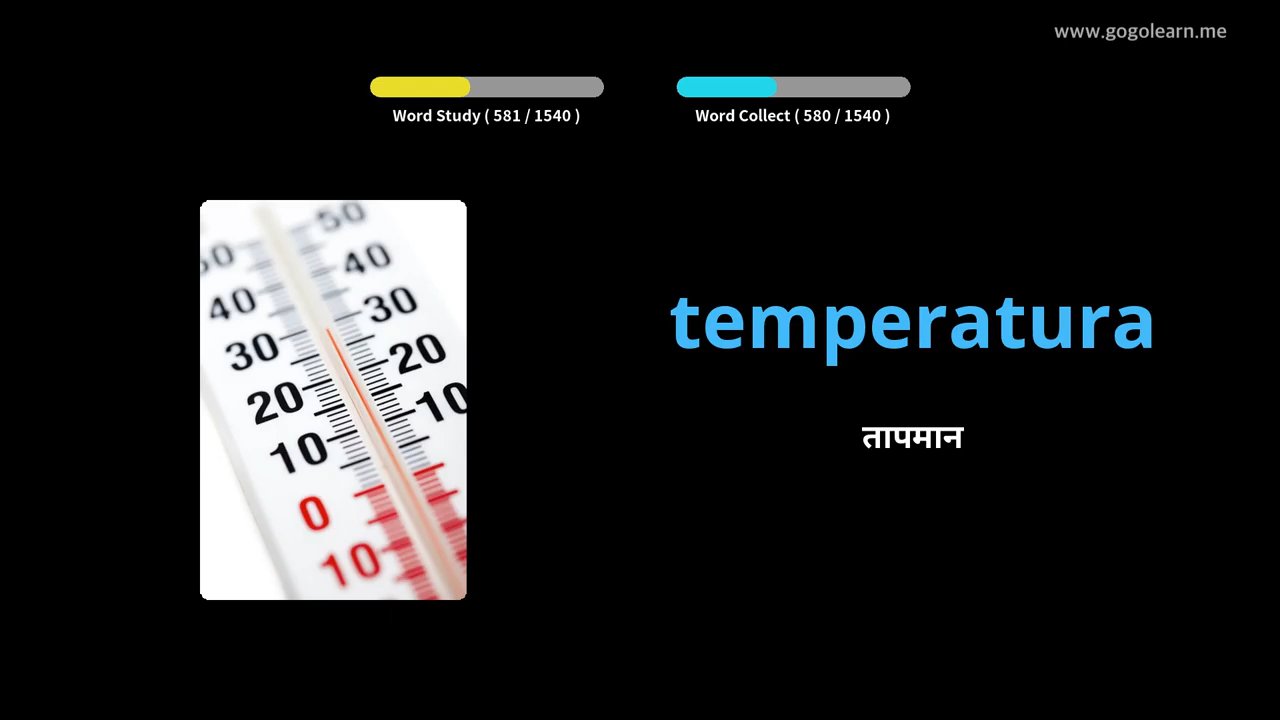 www.gogolearn.me
Word Study ( 581 / 1540 )
Word Collect ( 580 / 1540 )
50
50
40
40
30
30
20
20
10
10
0
10
temperatura
तापमान